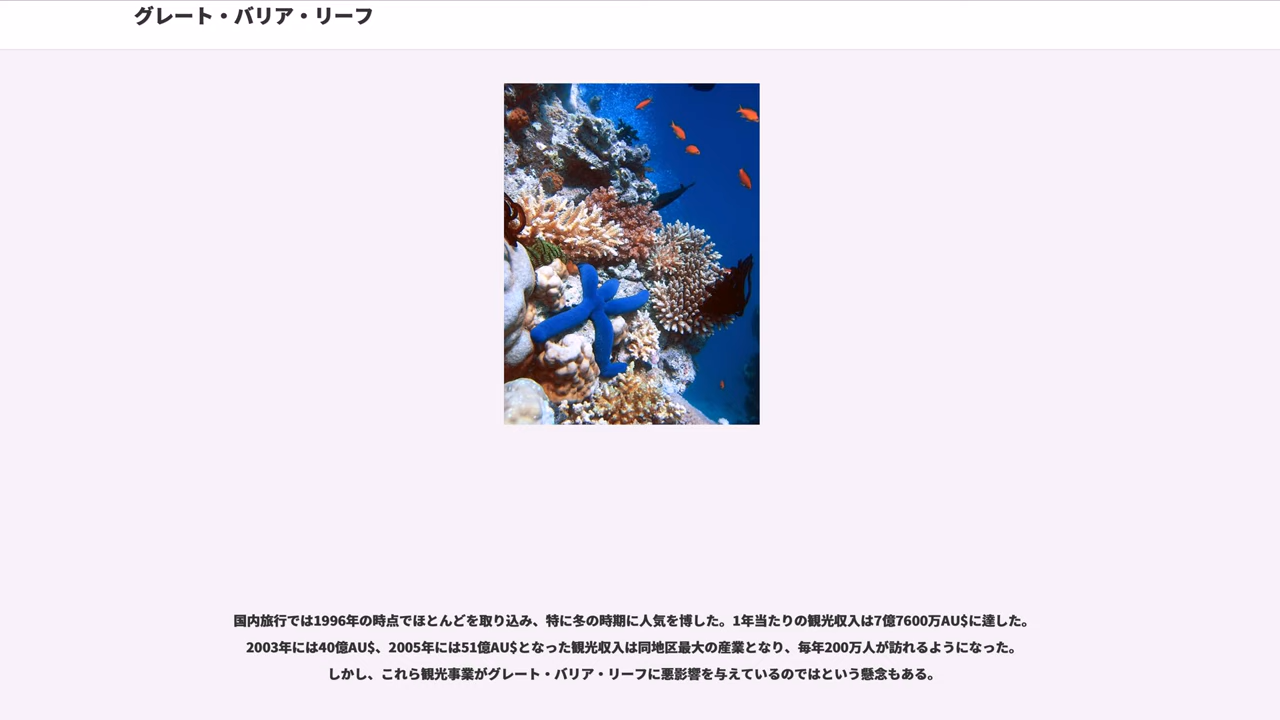 グレート・バリア・リーフ
国内旅行では1996年の時点でほとんどを取り込み、特に冬の時期に人気を博した。1年当たりの観光収入は7億7600万AU$に達した。
2003年には40億AU$、2005年には51億AU$となった観光収入は同地区最大の産業となり、毎年200万人が訪れるようになった。
しかし、これら観光事業がグレート・バリア・リーフに悪影響を与えているのではという懸念もある。